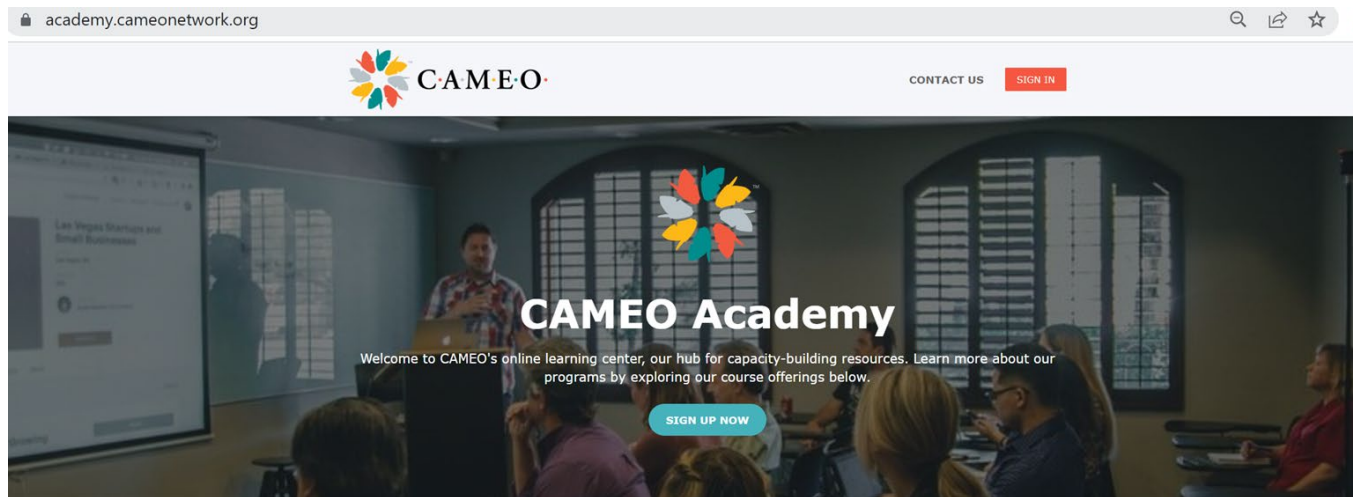 academy.cameonetwork.org
C·A·M·E·O·
CONTACT US
SIGN IN
Las Vegas Startups and
Small Businesses
CAMEO Academy
Welcome to CAMEO's online learning center, our hub for capacity-building resources. Learn more about our
programs by exploring our course offerings below.
SIGN UP NOW